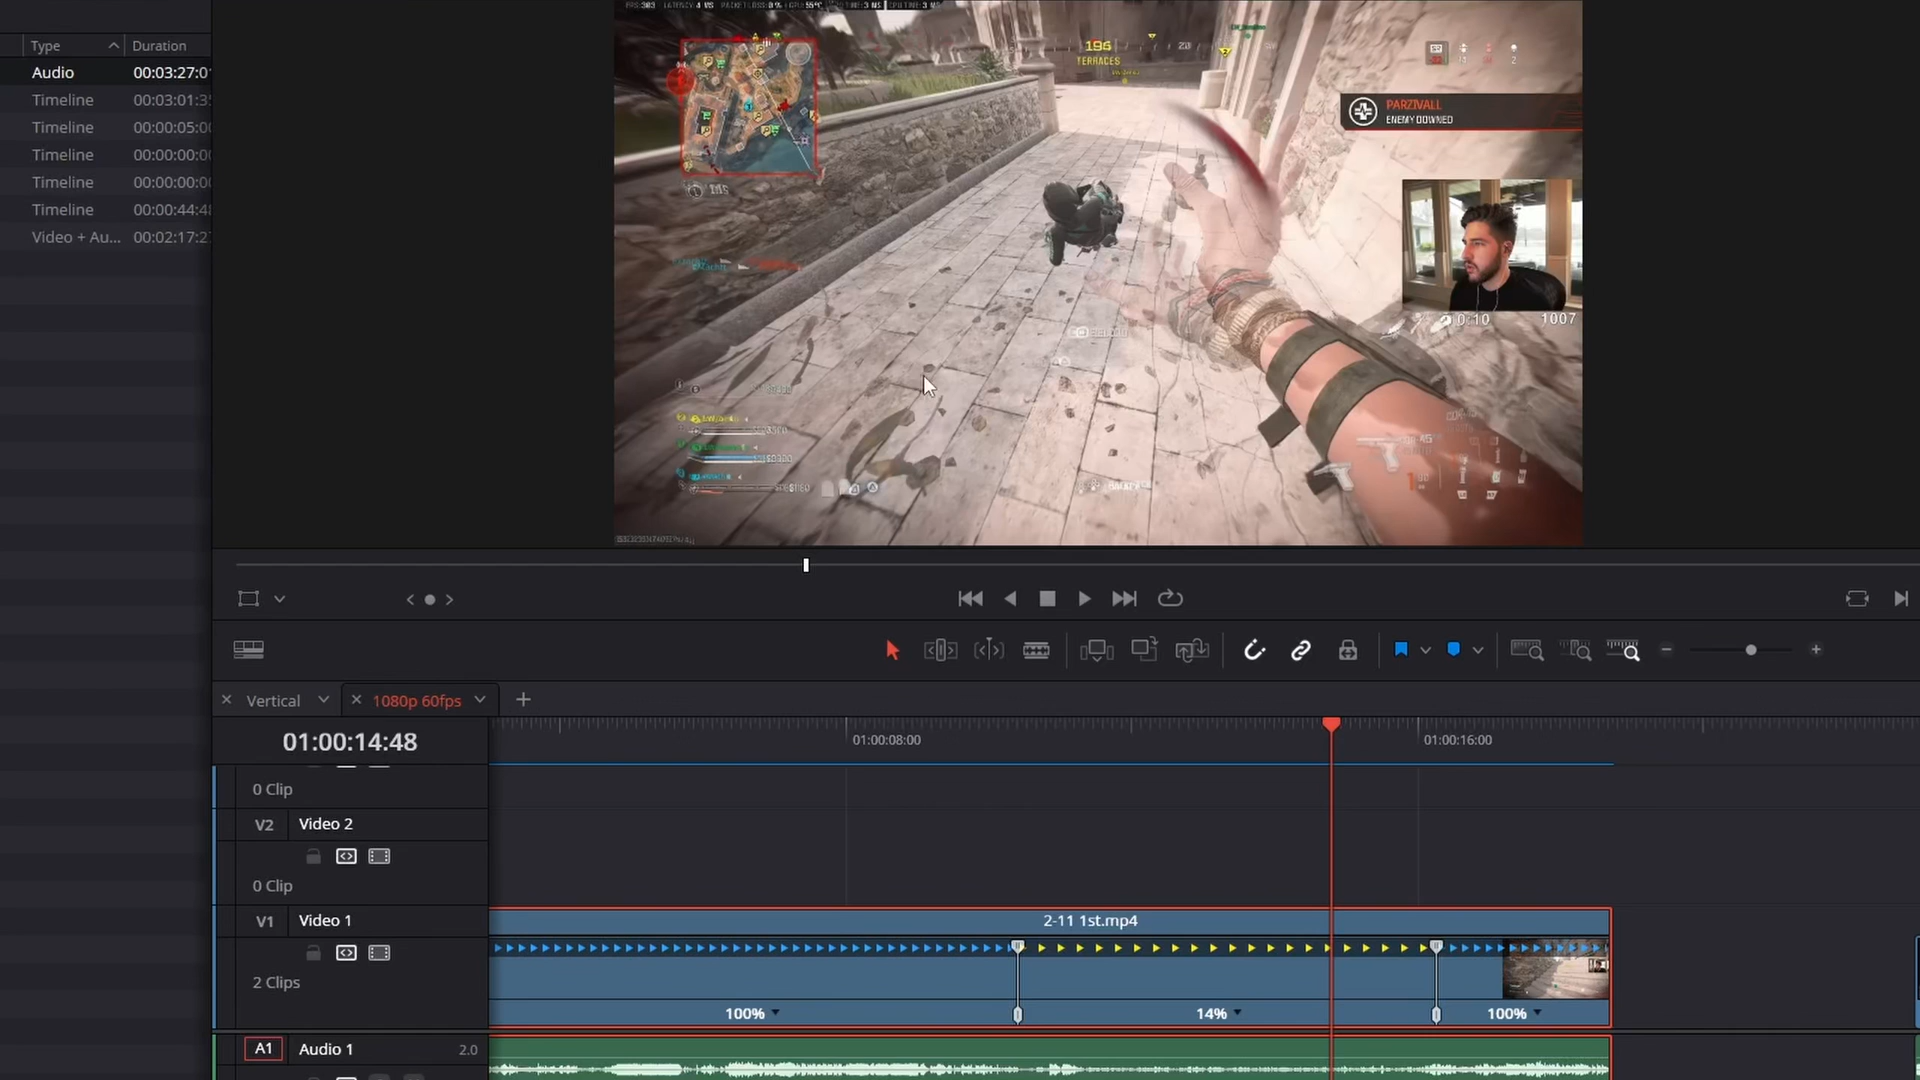 Type
Duration
Audio
00:03:27:0
Timeline
00:03:01:3
Timeline
00:00:05:0
Timeline
00:00:00:0
Timeline
00:00:00:0
Timeline
00:00:44:4
Video + Au...
00:02:17:2
196
TERRACES
20
SR
2
PARZIVALL
ENEMY DOWNED
0:10
1007
Vertical
1080p 60fps
01:00:14:48
01:00:08:00
01:00:16:00
0 Clip
V2
Video 2
0 Clip
V1
Video 1
2-11 1st.mp4
2 Clips
100%
14%
100%
A1
Audio 1
2.0